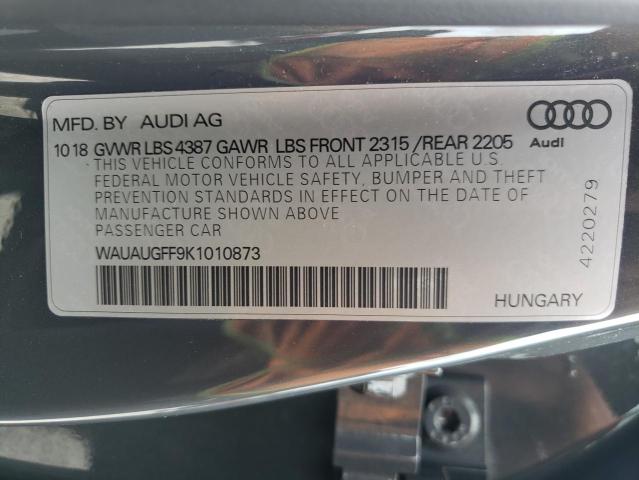 MFD. BY AUDI AG
1018 GVWR LBS 4387 GAWR LBS FRONT 2315 /REAR 2205
THIS VEHICLE CONFORMS TO ALL APPLICABLE U.S.
FEDERAL MOTOR VEHICLE SAFETY, BUMPER AND THEFT
PREVENTION STANDARDS IN EFFECT ON THE DATE OF
MANUFACTURE SHOWN ABOVE
PASSENGER CAR
WAUAUGFF9K1010873
HUNGARY
Audi
4220279